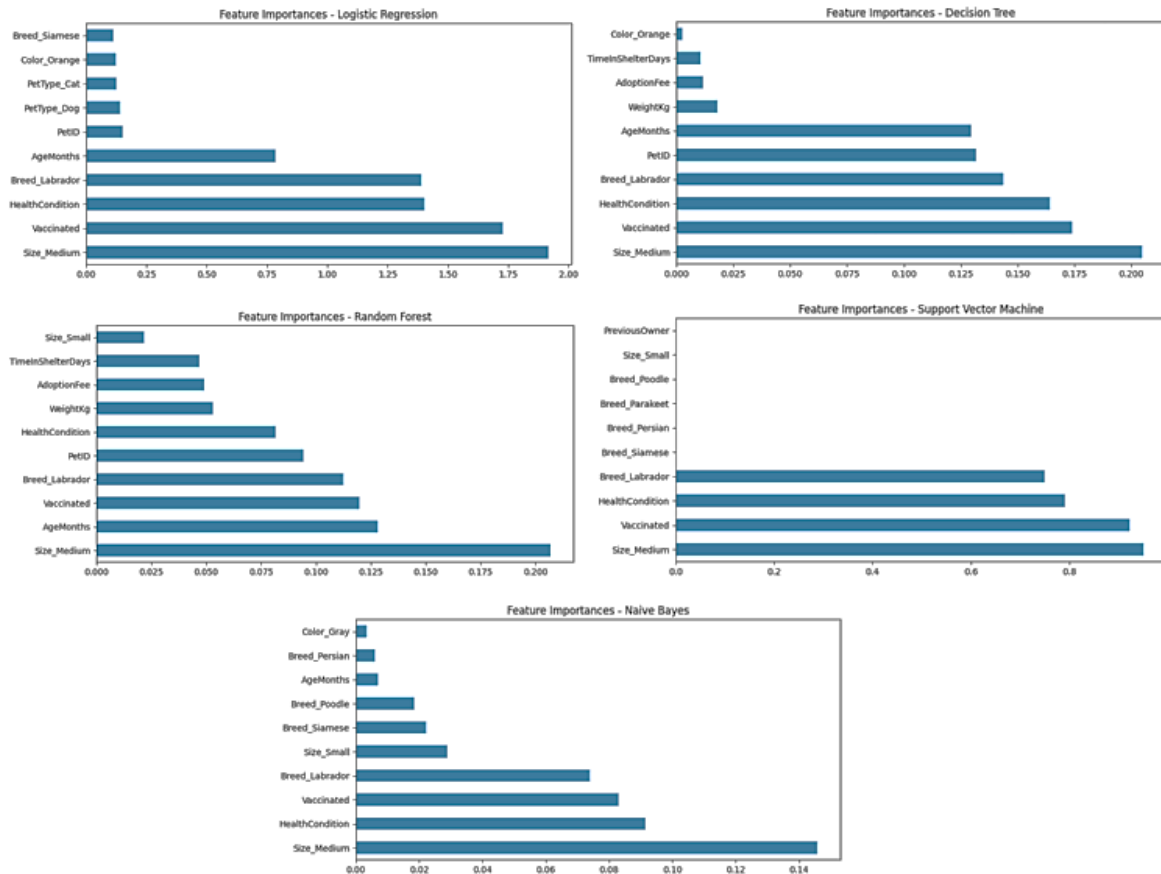 Feature Importances - Logistic Regression
Breed_Siamese
Color_Orange
PetType_Cat
PetType_Dog
PetID
AgeMonths
Breed_Labrador
HealthCondition
Vaccinated
Size_Medium
0.00 0.25 0.50 0.75 1.00 1.25 1.50 1.75 2.00
Feature Importances - Decision Tree
Color_Orange
TimeInShelterDays
AdoptionFee
WeightKg
AgeMonths
PetID
Breed_Labrador
HealthCondition
Vaccinated
Size_Medium
0.000 0.025 0.050 0.075 0.100 0.125 0.150 0.175 0.200
Feature Importances - Random Forest
Size_Small
TimeInShelterDays
AdoptionFee
WeightKg
HealthCondition
PetID
Breed_Labrador
Vaccinated
AgeMonths
Size_Medium
0.000 0.025 0.050 0.075 0.100 0.125 0.150 0.175 0.200
Feature Importances - Support Vector Machine
PreviousOwner
Size_Small
Breed_Poodle
Breed_Parakeet
Breed_Persian
Breed_Siamese
Breed_Labrador
HealthCondition
Vaccinated
Size_Medium
0.0 0.2 0.4 0.6 0.8
Feature Importances - Naive Bayes
Color_Gray
Breed_Persian
AgeMonths
Breed_Poodle
Breed_Siamese
Size_Small
Breed_Labrador
Vaccinated
HealthCondition
Size_Medium
0.00 0.02 0.04 0.06 0.08 0.10 0.12 0.14